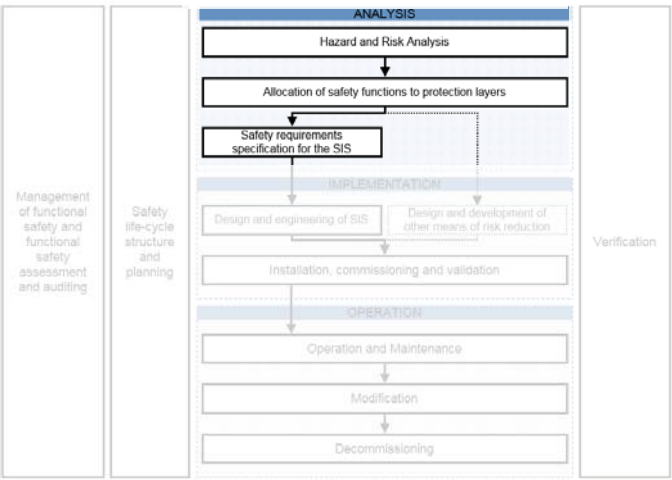 ANALYSIS
Hazard and Risk Analysis
Allocation of safety functions to protection layers
Safety requirements
specification for the SIS
IMPLEMENTATION
Design and engineering of SIS
Design and development of
other means of risk reduction
Installation, commissioning and validation
OPERATION
Operation and Maintenance
Modification
Decommissioning
Management
of functional
safety and
functional
safety
assessment
and auditing
Safety
life-cycle
structure
and
planning
Verification